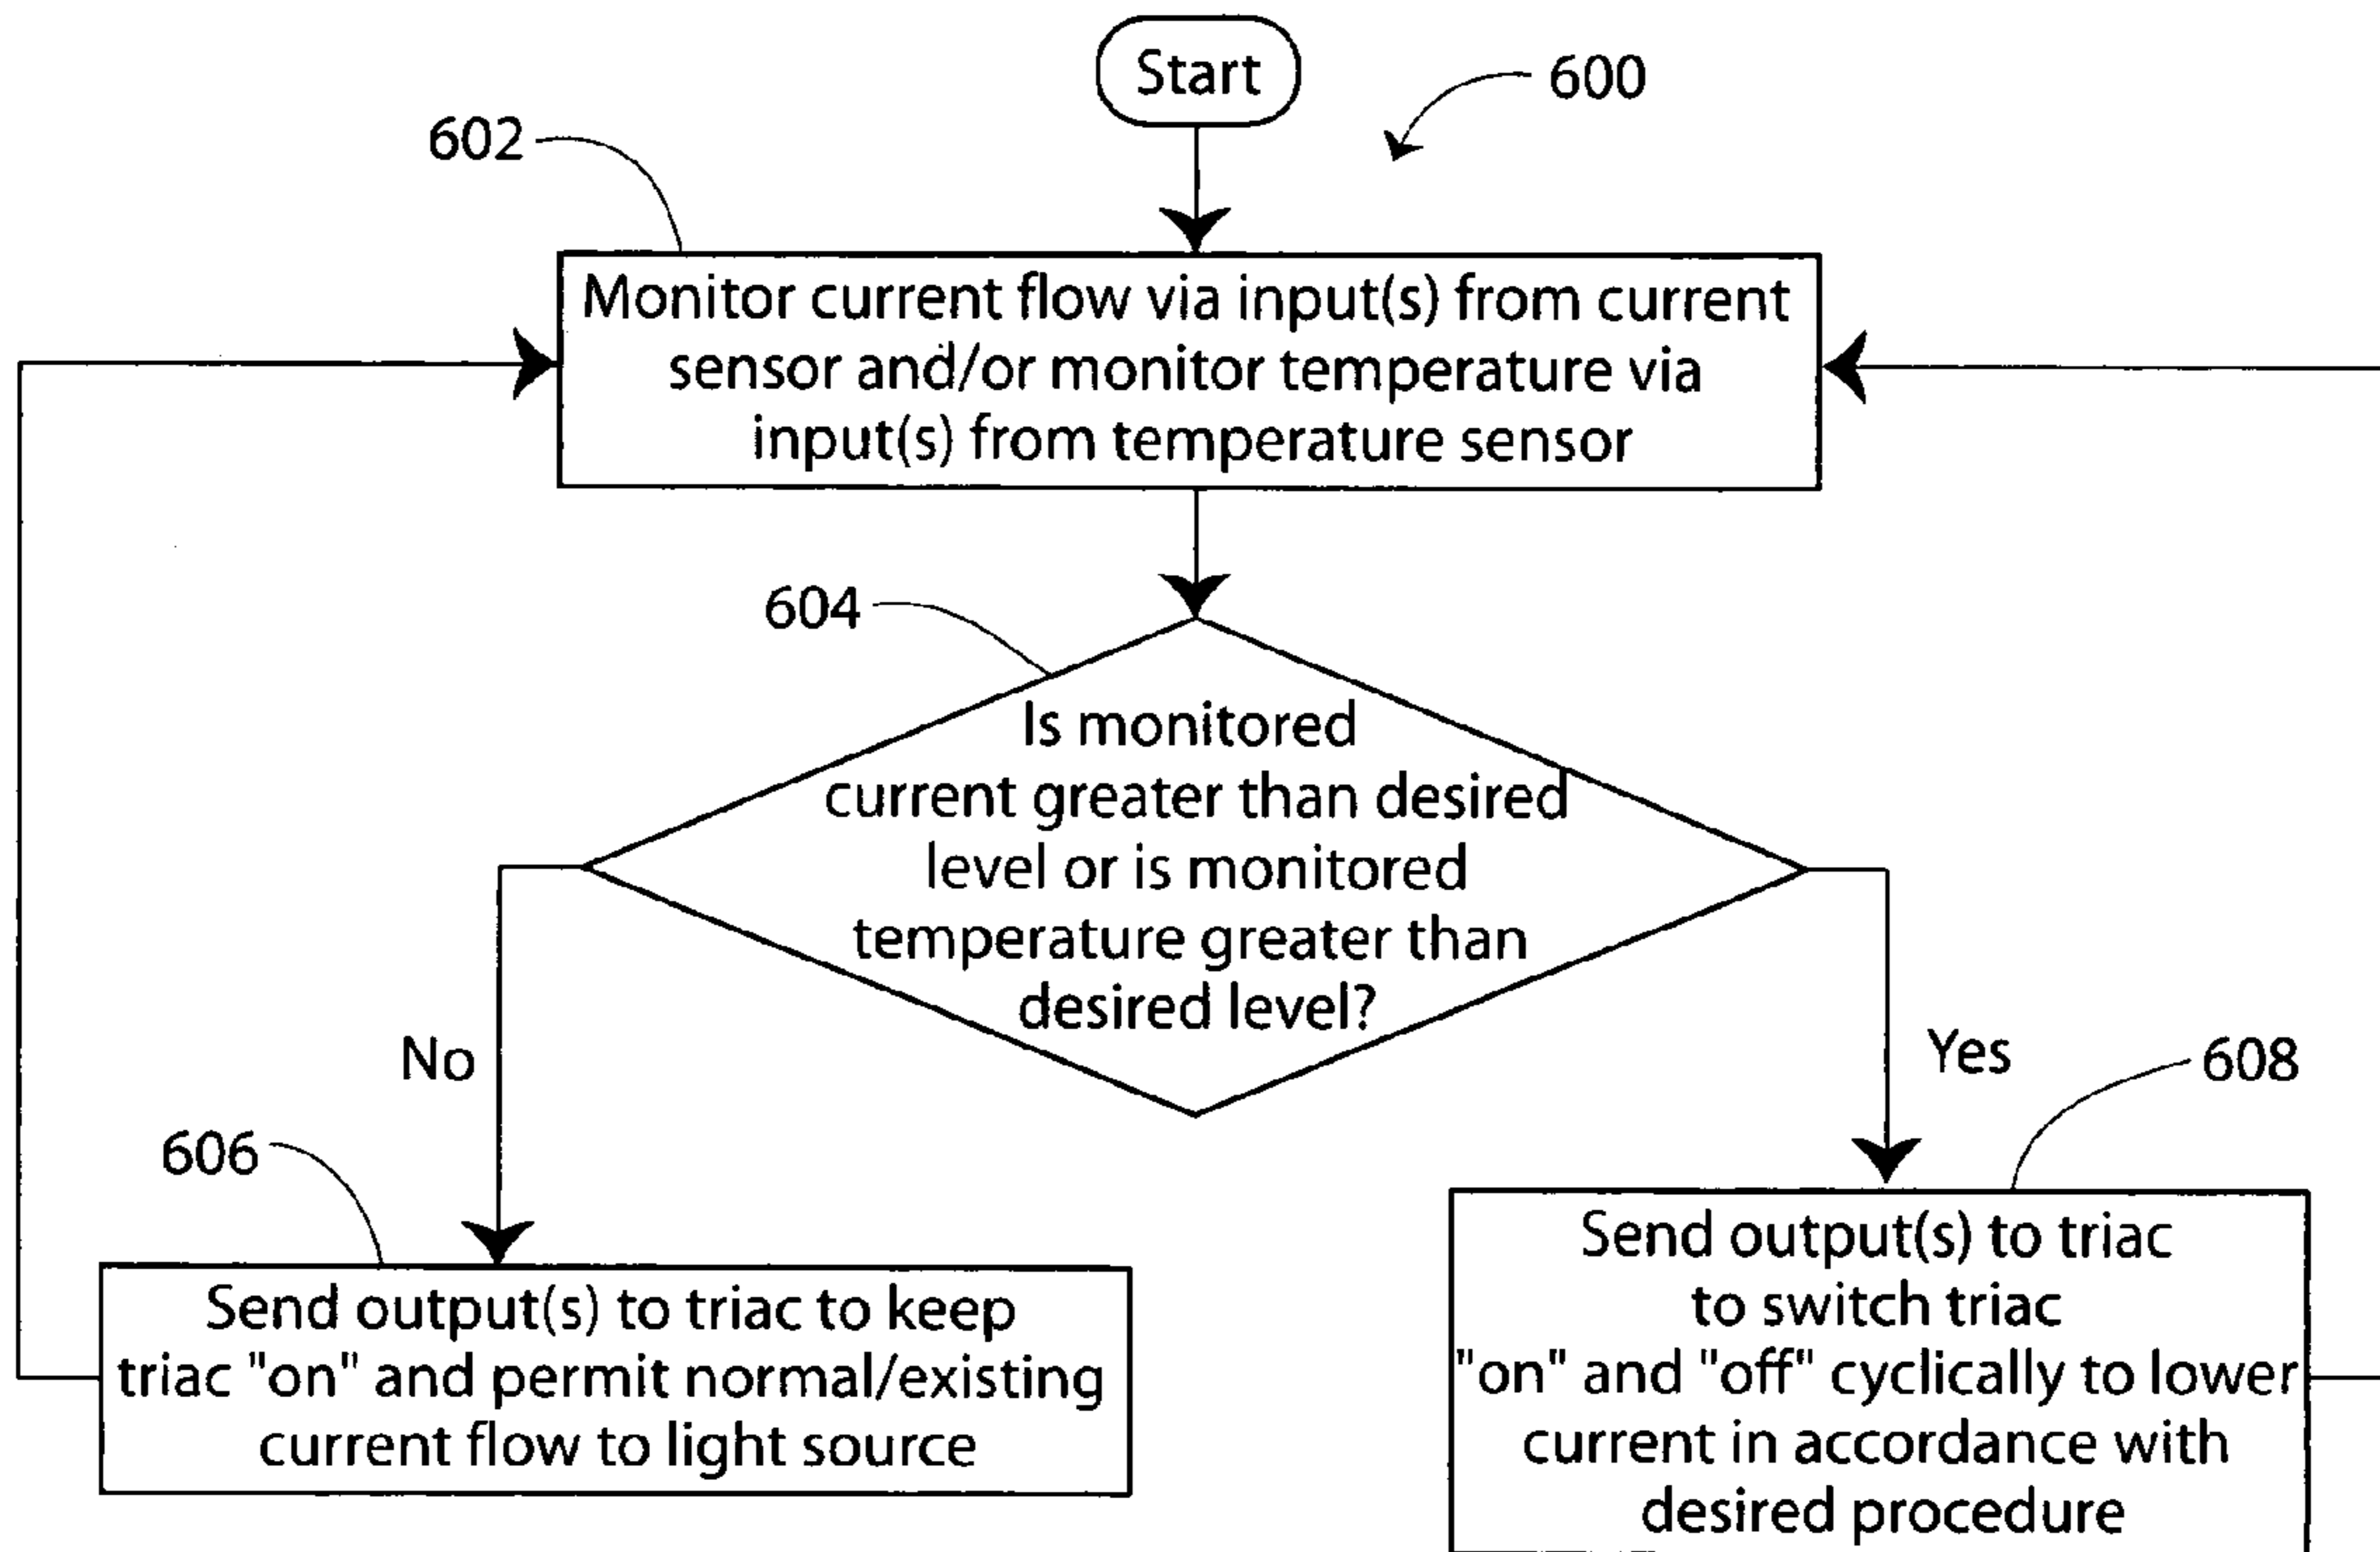 Start
600
602
Monitor current flow via input(s) from current
sensor and/or monitor temperature via
input(s) from temperature sensor
604
Is monitored
current greater than desired
level or is monitored
temperature greater than
desired level?
No
Yes
608
606
Send output(s) to triac to keep
triac "on" and permit normal/existing
current flow to light source
Send output(s) to triac
to switch triac
"on" and "off" cyclically to lower
current in accordance with
desired procedure